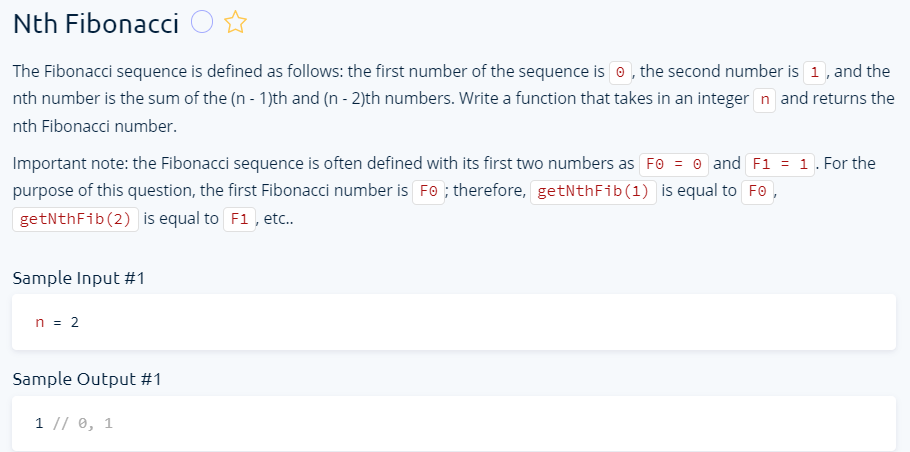 Nth Fibonacci
The Fibonacci sequence is defined as follows: the first number of the sequence is 0 , the second number is 1 , and the
nth number is the sum of the (n - 1)th and (n - 2)th numbers. Write a function that takes in an integer n and returns the
nth Fibonacci number.
Important note: the Fibonacci sequence is often defined with its first two numbers as F0 = 0 and F1 = 1 . For the
purpose of this question, the first Fibonacci number is F0 ; therefore, getNthFib(1) is equal to F0 ,
getNthFib(2) is equal to F1 , etc..
Sample Input #1
n = 2
Sample Output #1
1 // 0, 1